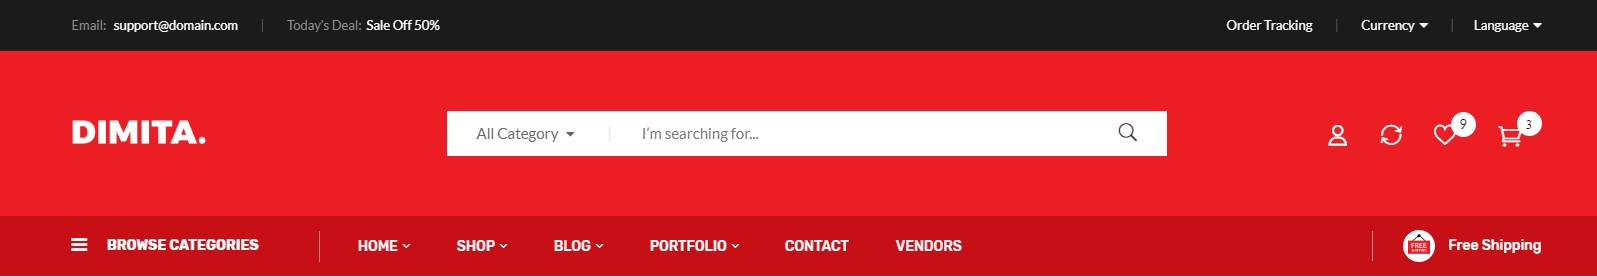 Email: support@domain.com | Today's Deal: Sale Off 50% Order Tracking | Currency | Language
DIMITA. All Category I'm searching for... 9 3
BROWSE CATEGORIES HOME SHOP BLOG PORTFOLIO CONTACT VENDORS FREE Free Shipping